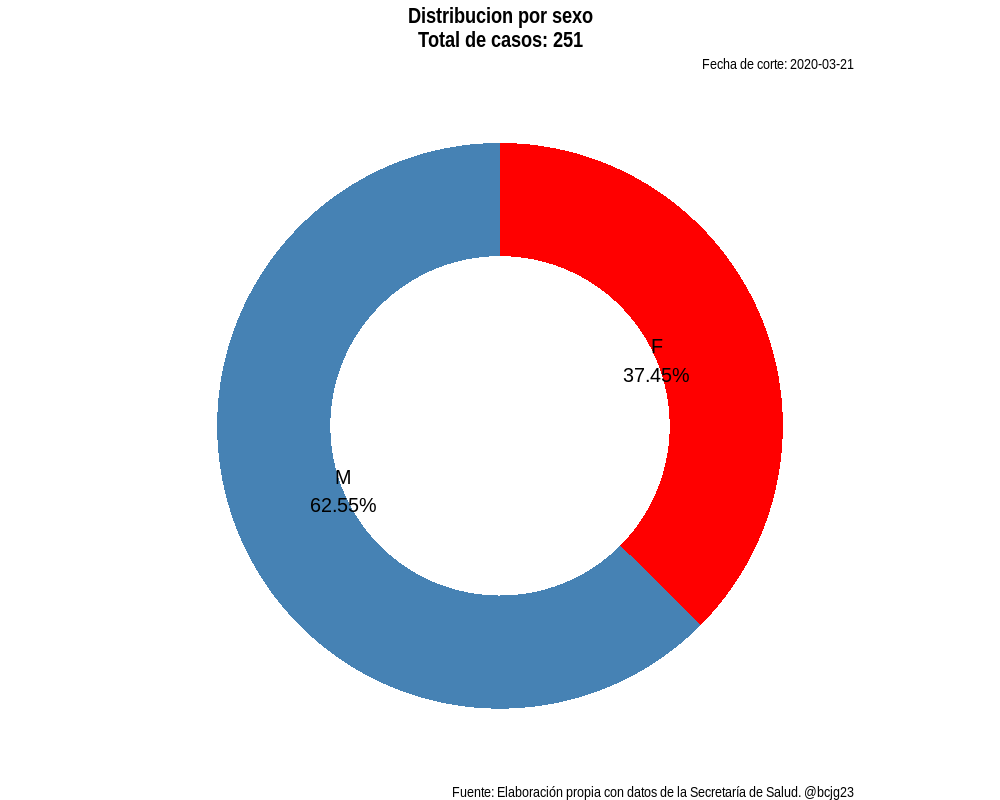 Distribucion por sexo
Total de casos: 251
Fecha de corte: 2020-03-21
F
37.45%
M
62.55%
Fuente: Elaboración propia con datos de la Secretaría de Salud. @bcjg23